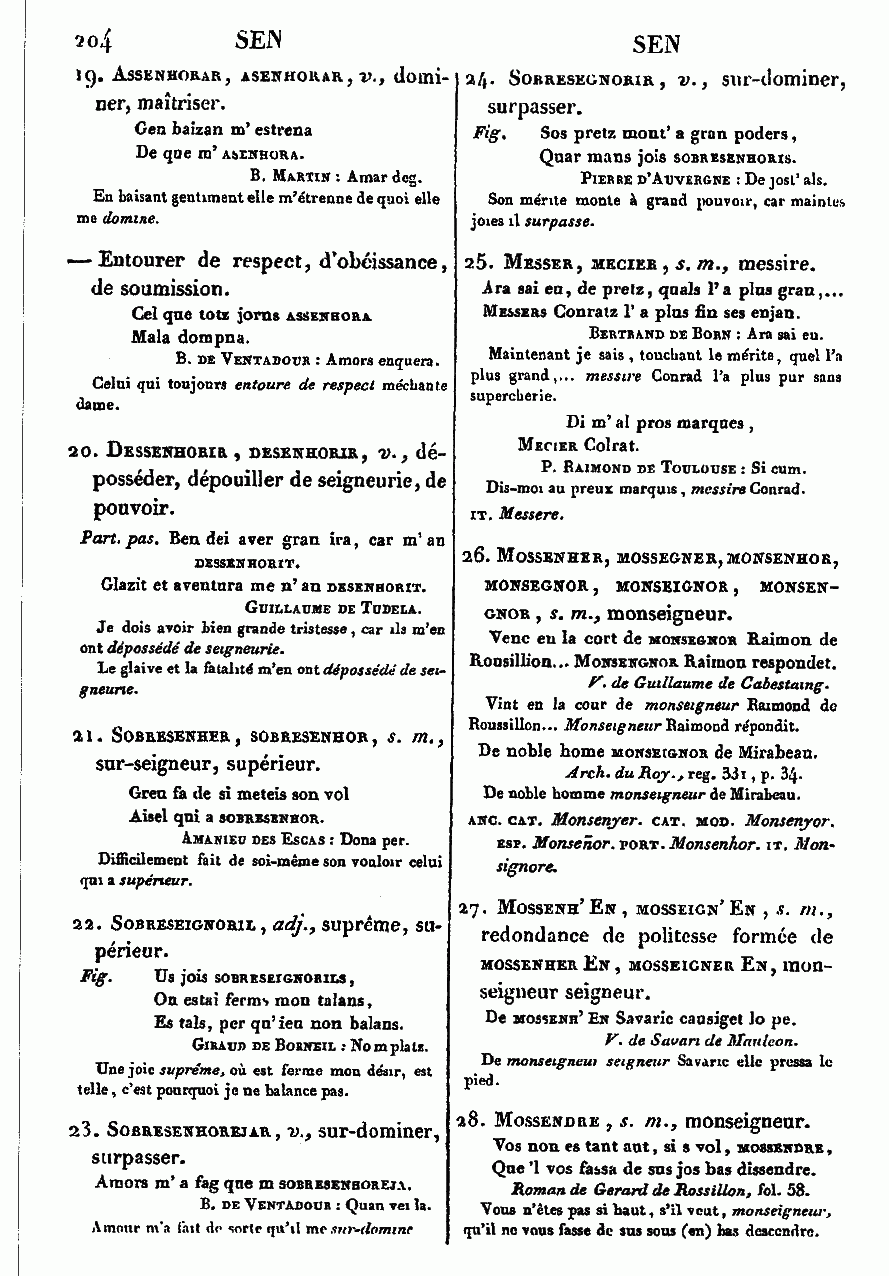 204 SEN SEN
19. Assenhorar, asenhorar, v., domi-
ner, maîtriser.
Gen baizan m' estrena
De que m' asenhora.
B. Martin : Amar deg.
En baisant gentiment elle m'étrenne de quoi elle
me domine.
— Entourer de respect, d'obéissance,
de soumission.
Cel que totz jorns assenhora
Mala dompna.
B. de Ventadour : Amors enquera.
Celui qui toujours entoure de respect méchante
dame.
20. Dessenhorir, desenhorir, v., dé-
posséder, dépouiller de seigneurie, de
pouvoir.
Part. pas. Ben dei aver gran ira, car m' an
dessenhorit.
Glazit et aventura me n' an desenhorit.
Guillaume de Tudela.
Je dois avoir bien grande tristesse, car ils m'en
ont dépossédé de seigneurie.
Le glaive et la fatalité m'en ont dépossédé de sei-
gneurie.
21. Sobresenher, sobresenhor, s. m.,
sur-seigneur, supérieur.
Greu fa de si meteis son vol
Aisel qui a sobresenhor.
Amanieu des Escas : Dona per.
Difficilement fait de soi-même son vouloir celui
qui a supérieur.
22. Sobreseignoril, adj., suprême, su-
périeur.
Fig. Us jois sobreseignorils,
On estai ferms mon talans,
Es tals, per qu' ieu non balans.
Giraud de Borneil : Nom platz.
Une joie suprême, où est ferme mon désir, est
telle, c'est pourquoi je ne balance pas.
23. Sobresenhorejar, v., sur-dominer,
surpasser.
Amors m' a fag que m sobresenhoreja.
B. de Ventadour : Quan vei la.
Amour m'a fait de sorte qu'il me sur-domine
24. Sobresegnorir, v., sur-dominer,
surpasser.
Fig. Sos pretz mont' a gran poders,
Quar mans jois sobresenhoris.
Pierre d'Auvergne : De jost' als.
Son mérite monte à grand pouvoir, car maintes
joies il surpasse.
25. Messer, mecier, s. m., messire.
Ara sai eu, de pretz, quals l' a plus gran,...
Messers Conratz l' a plus fin ses enjan.
Bertrand de Born : Ara sai eu.
Maintenant je sais, touchant le mérite, quel l'a
plus grand,... messire Conrad l'a plus pur sans
supercherie.
Di m' al pros marques,
Mecier Colrat.
P. Raimond de Toulouse : Si cum.
Dis-moi au preux marquis, messire Conrad.
it. Messere.
26. Mossenher, mossegner, monsenhor,
monsegnor, monseignor, monsen-
gnor, s. m., monseigneur.
Venc en la cort de monsegnor Raimon de
Rousillion... Monsengnor Raimon respondet.
V. de Guillaume de Cabestaing.
Vint en la cour de monseigneur Raimond de
Roussillon... Monseigneur Raimond répondit.
De noble home monseignor de Mirabeau.
Arch. du Roy., reg. 331, p. 34.
De noble homme monseigneur de Mirabeau.
anc. cat. Monsenyer. cat. mod. Monsenyor.
esp. Monseñor. port. Monsenhor. it. Mon-
signore.
27. Mossenh' En, mosseign' En, s. m.,
redondance de politesse formée de
mossenher En, mosseigner En, mon-
seigneur seigneur.
De mossenh' En Savaric causiget lo pe.
V. de Savari de Mauleon.
De monseigneur seigneur Savaric elle pressa le
pied.
28. Mossendre, s. m., monseigneur.
Vos non es tant aut, si s vol, mossendre,
Que 'l vos fassa de sus jos bas dissendre.
Roman de Gerard de Rossillon, fol. 58.
Vous n'êtes pas si haut, s'il veut, monseigneur,
qu'il ne vous fasse de sus sous (en) bas descendre.